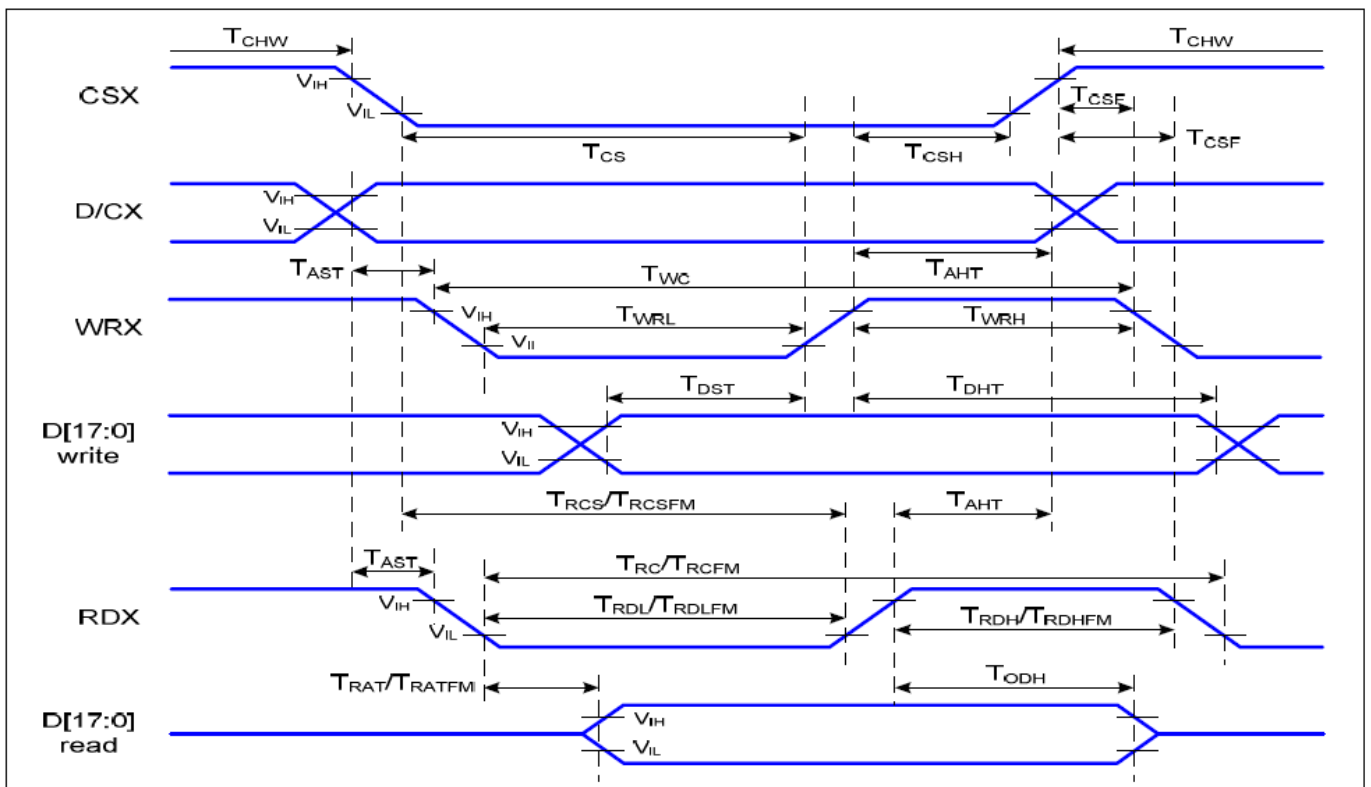 TCHW TCHW
VIH
CSX
TCSF
VIL
TCS TCSH TCSF
VIH
D/CX
VIL
TAST TWC TAHT
VIH TWRL TWRH
WRX
VIl
TDST TDHT
D[17:0] VIH
write VIL
TRCS/TRCSFM TAHT
TAST TRC/TRCFM
VIH
RDX TRDL/TRDLFM TRDH/TRDHFM
VIL
TRAT/TRATFM TODH
D[17:0] VIH
read VIL